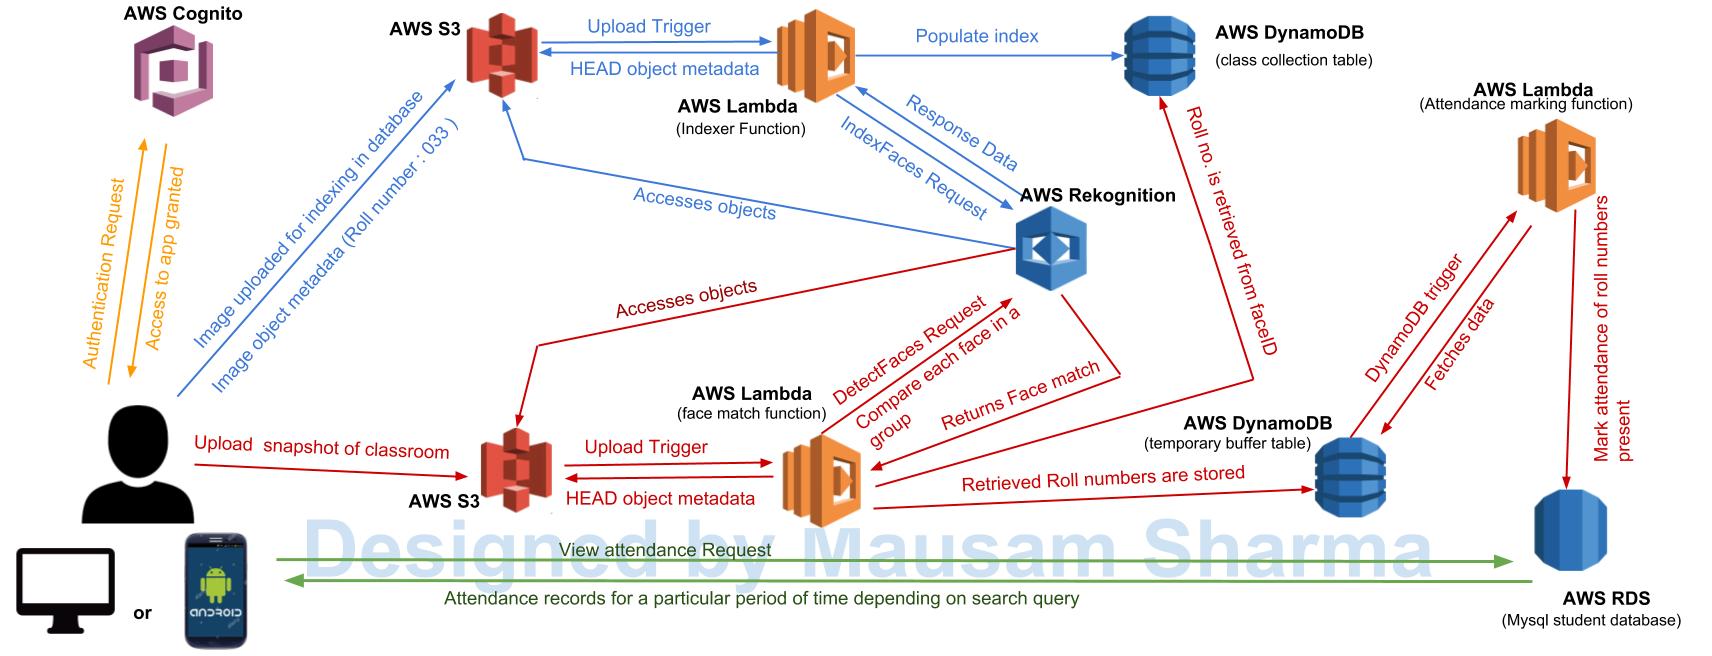 AWS Cognito
AWS S3
Upload Trigger
HEAD object metadata
AWS Lambda
(Indexer Function)
Populate index
AWS DynamoDB
(class collection table)
AWS Lambda
(Attendance marking function)
Authentication Request
Access to app granted
Image uploaded for indexing in database
Image object metadata (Roll number : 033 )
Response Data
IndexFaces Request
Accesses objects
AWS Rekognition
Roll no. is retrieved from faceID
Accesses objects
DetectFaces Request
Compare each face in a
group
Returns Face match
DynamoDB trigger
Fetches data
Mark attendance of roll numbers
present
AWS Lambda
(face match function)
Upload snapshot of classroom
AWS S3
Upload Trigger
HEAD object metadata
AWS DynamoDB
(temporary buffer table)
Retrieved Roll numbers are stored
Designed by Mausam Sharma
View attendance Request
Attendance records for a particular period of time depending on search query
or
ANDROID
AWS RDS
(Mysql student database)